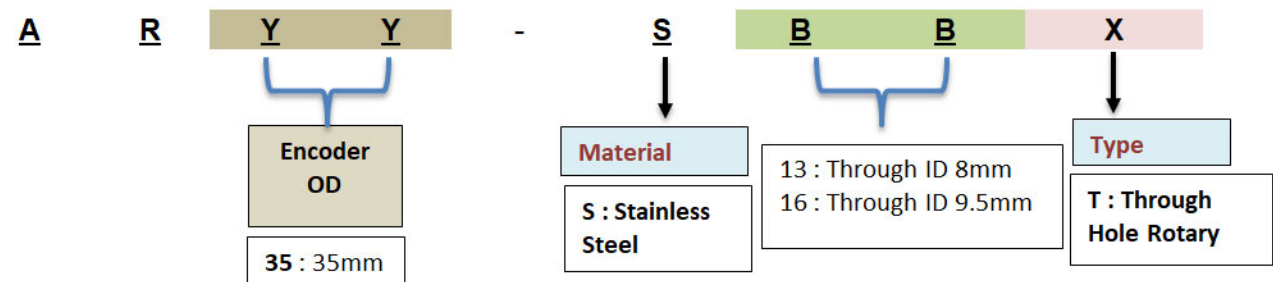 A R Y Y - S B B X
Encoder
OD
35 : 35mm
Material
S : Stainless
Steel
13 : Through ID 8mm
16 : Through ID 9.5mm
Type
T : Through
Hole Rotary